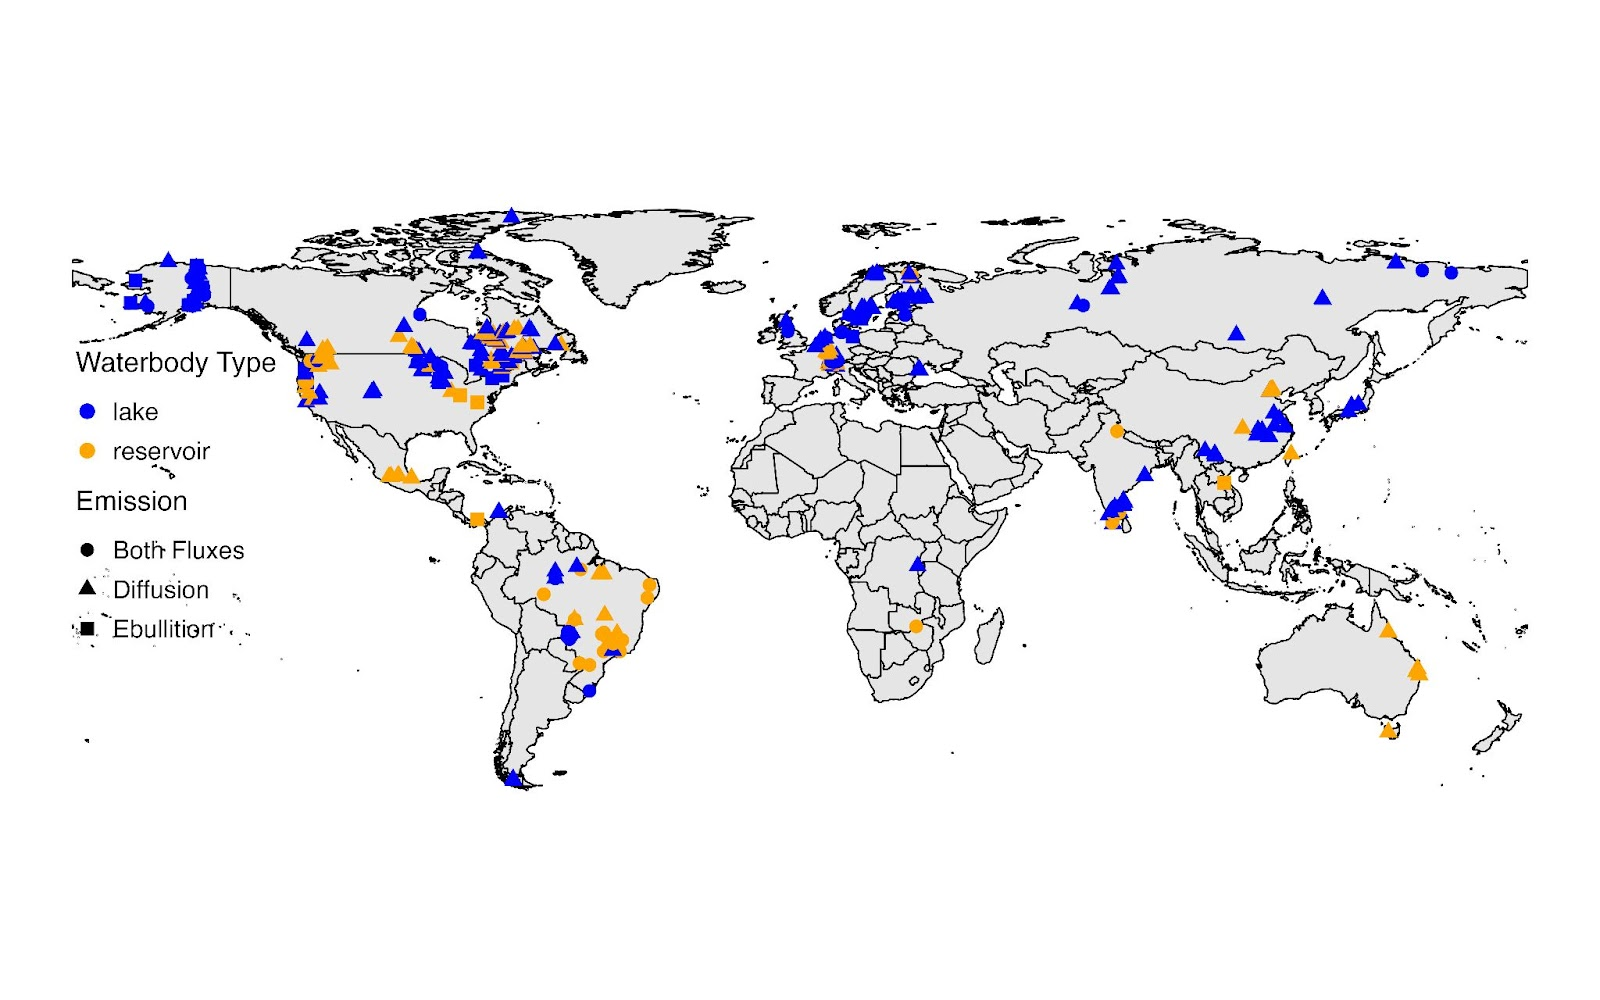 Waterbody Type
lake
reservoir
Emission
Both Fluxes
Diffusion
Ebullition